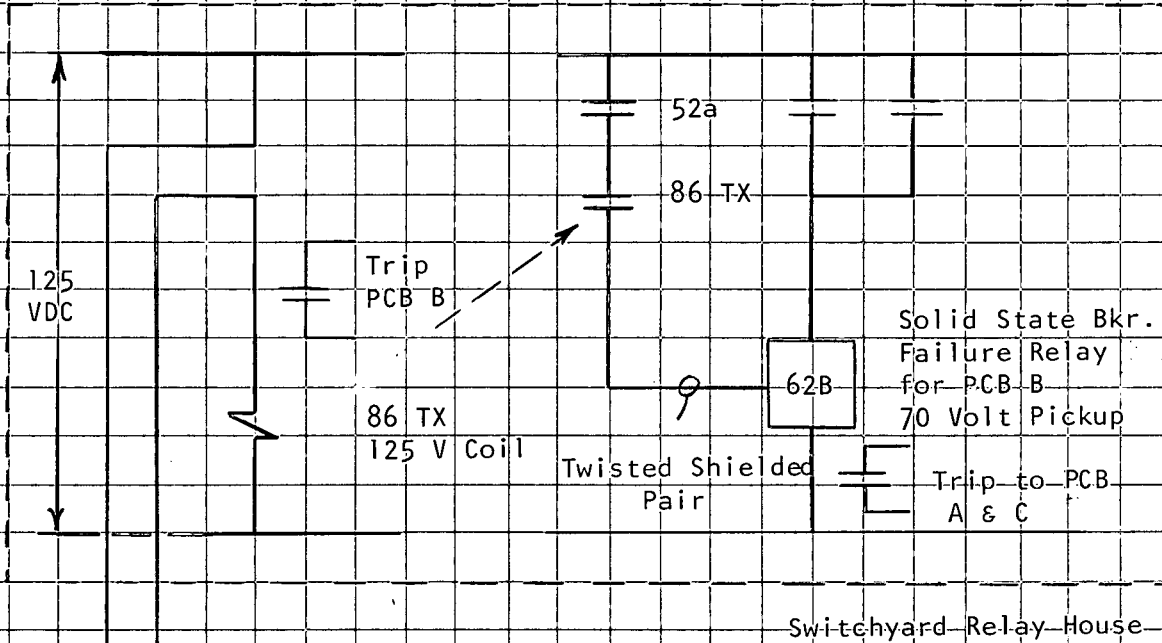 52a
86 TX
125
VDC
Trip
PCB B
86 TX
125 V Coil
62B
Solid State Bkr.
Failure Relay
for PCB B
70 Volt Pickup
Twisted Shielded
Pair
Trip to PCB
A & C
Switchyard Relay House